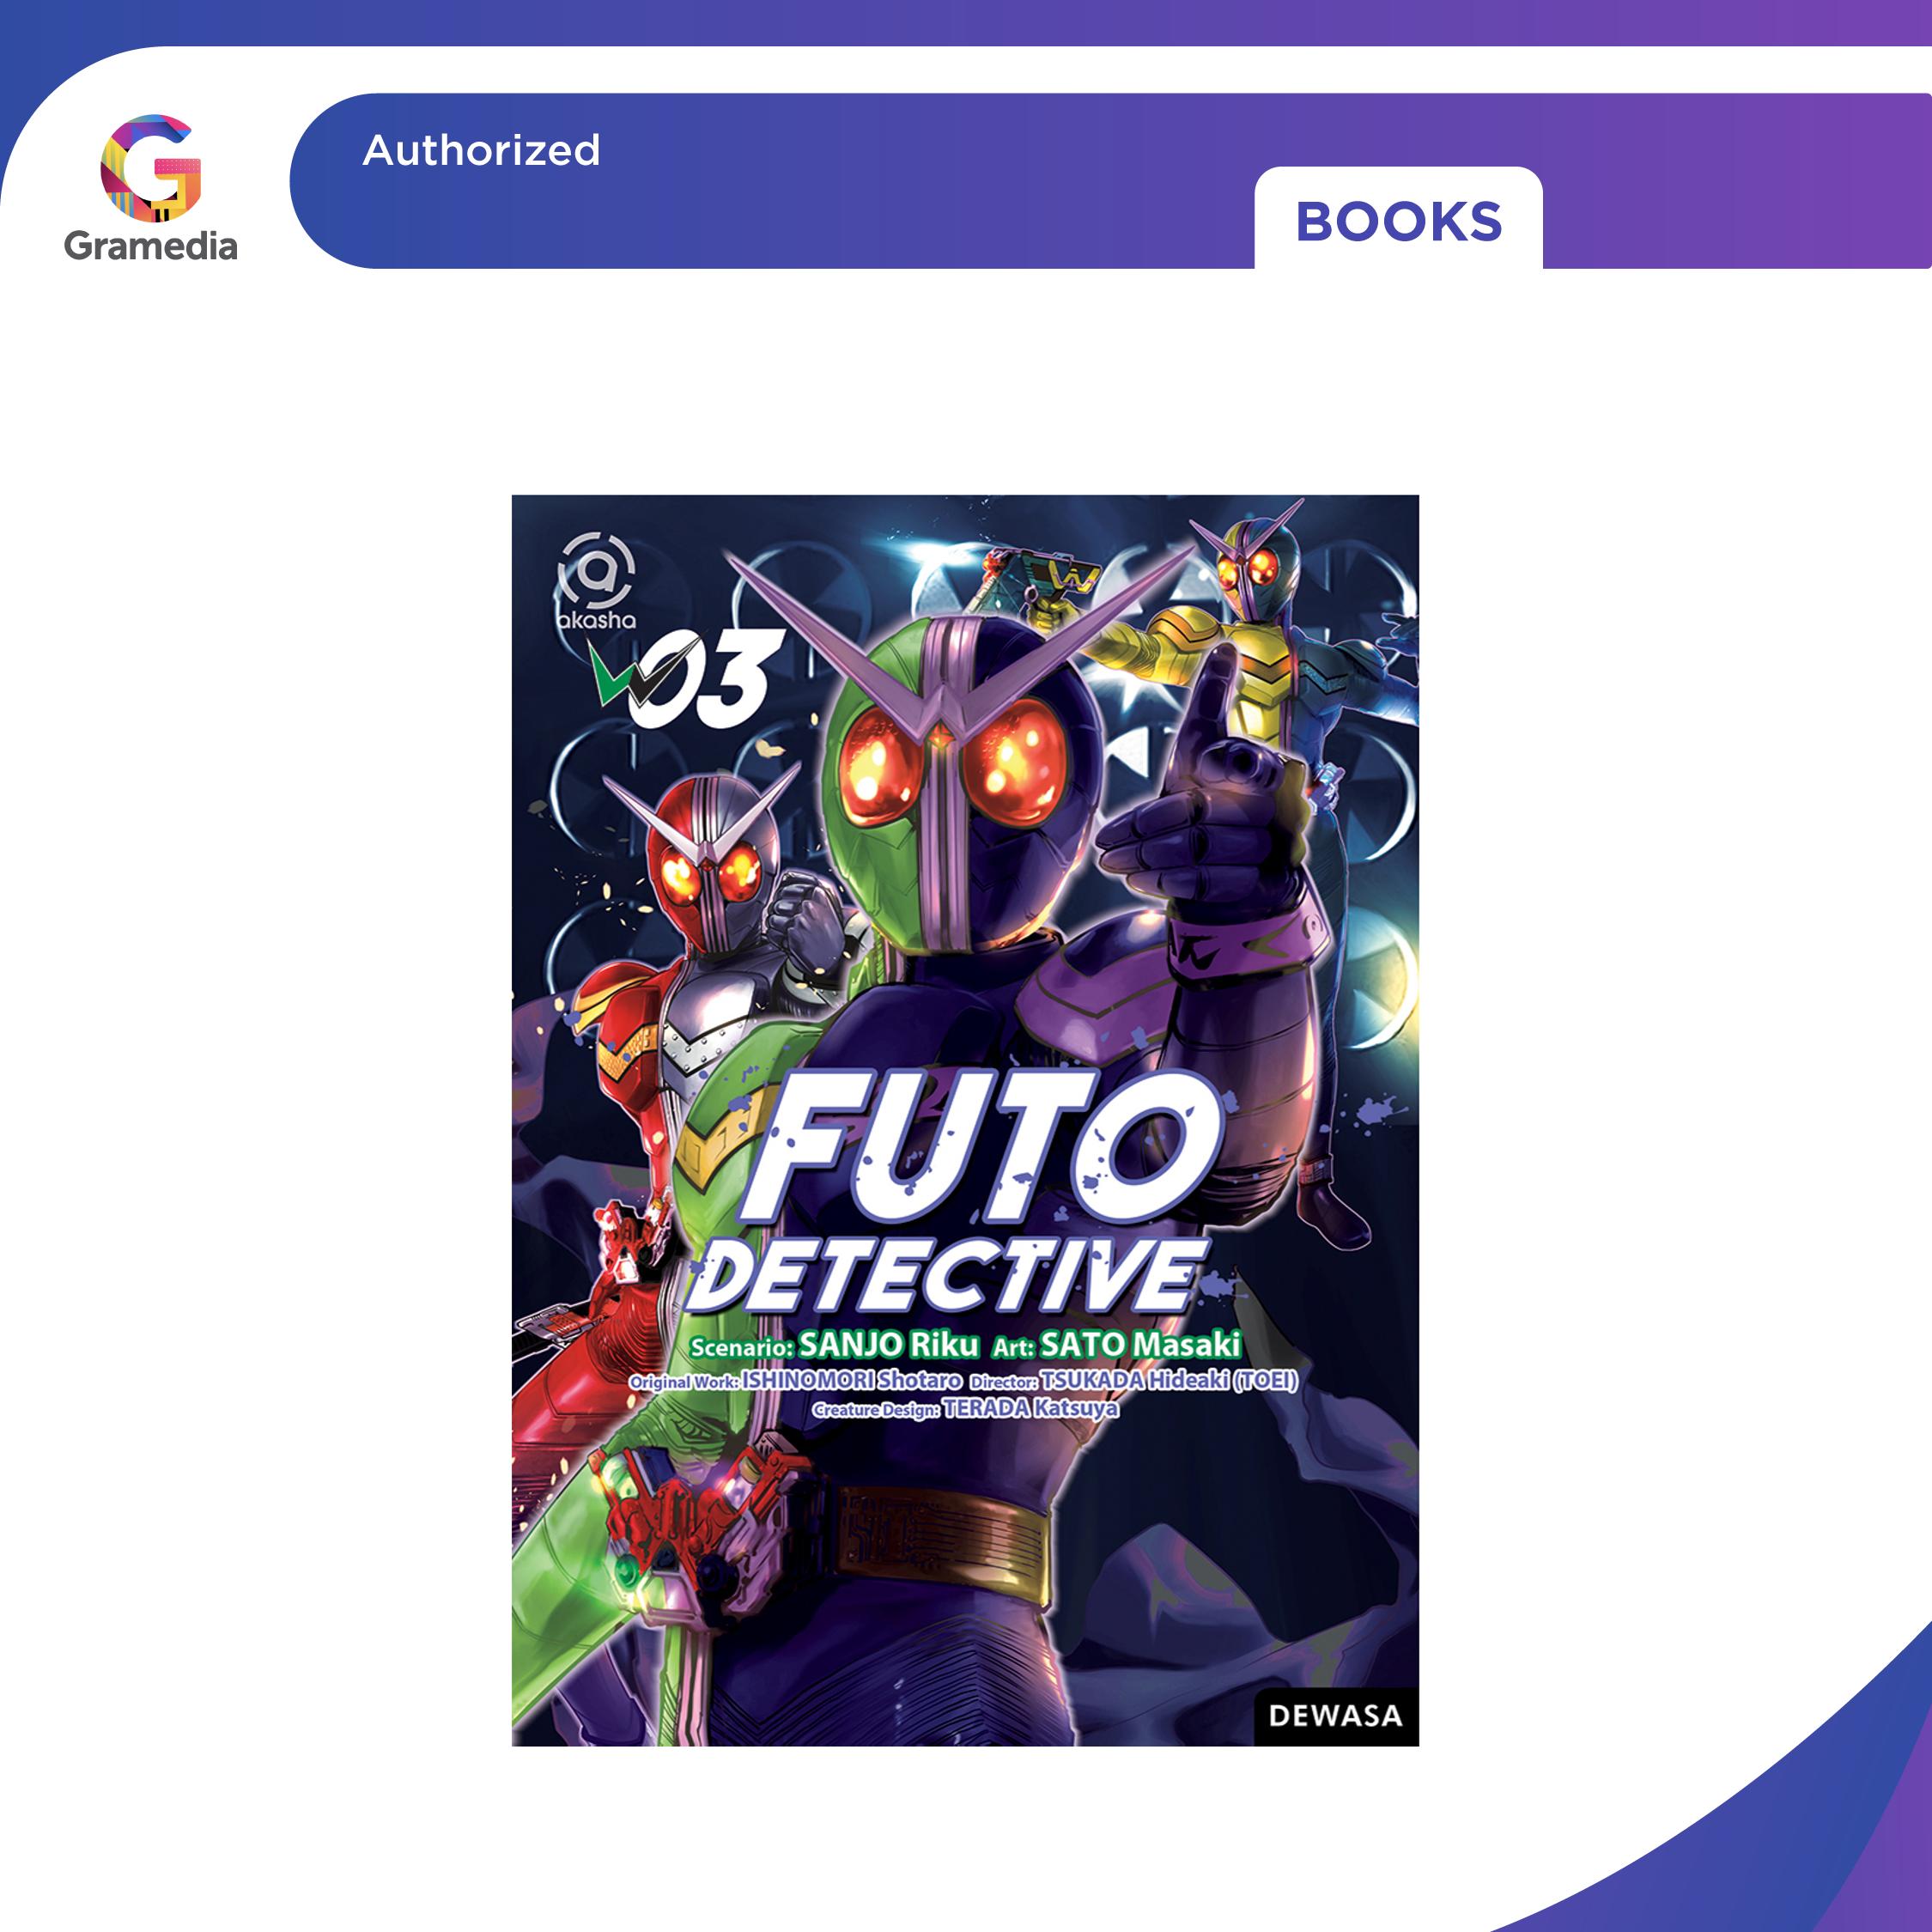 Authorized
Gramedia
BOOKS
akasha
W03
FUTO
DETECTIVE
Scenario: SANJO Riku Art: SATO Masaki
Original Work: ISHINOMORI Shotaro Director: TSUKADA Hideaki (TOEI)
Creature Design: TERADA Katsuya
DEWASA